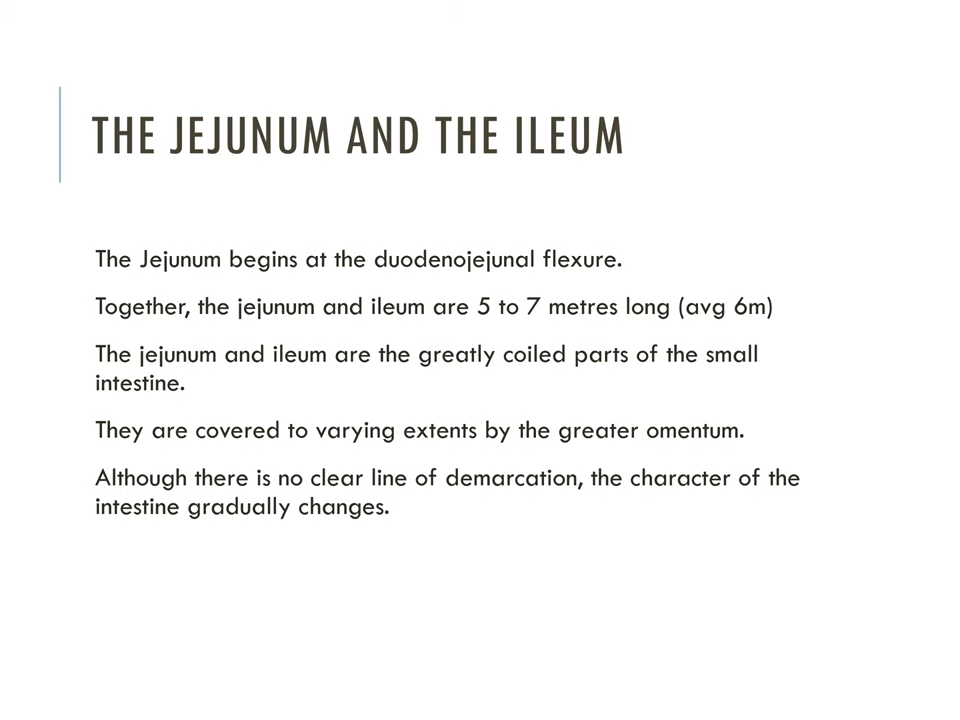 THE JEJUNUM AND THE ILEUM
The Jejunum begins at the duodenojejunal flexure.
Together, the jejunum and ileum are 5 to 7 metres long (avg 6m)
The jejunum and ileum are the greatly coiled parts of the small
intestine.
They are covered to varying extents by the greater omentum.
Although there is no clear line of demarcation, the character of the
intestine gradually changes.